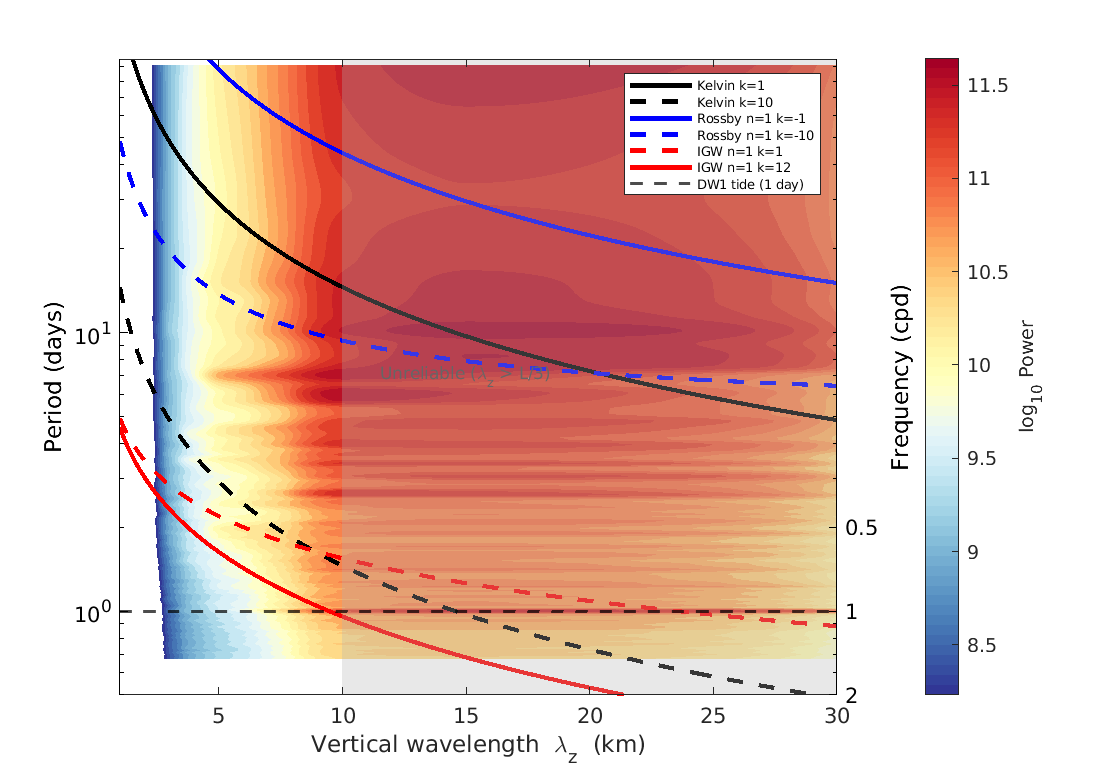 Kelvin k=1
Kelvin k=10
Rossby n=1 k=-1
Rossby n=1 k=-10
IGW n=1 k=1
IGW n=1 k=12
DW1 tide (1 day)
Unreliable (λz > L/3)
Period (days)
10^1
10^0
5
10
15
20
25
30
Vertical wavelength λz (km)
Frequency (cpd)
0.5
1
2
11.5
11
10.5
10
9.5
9
8.5
log10 Power